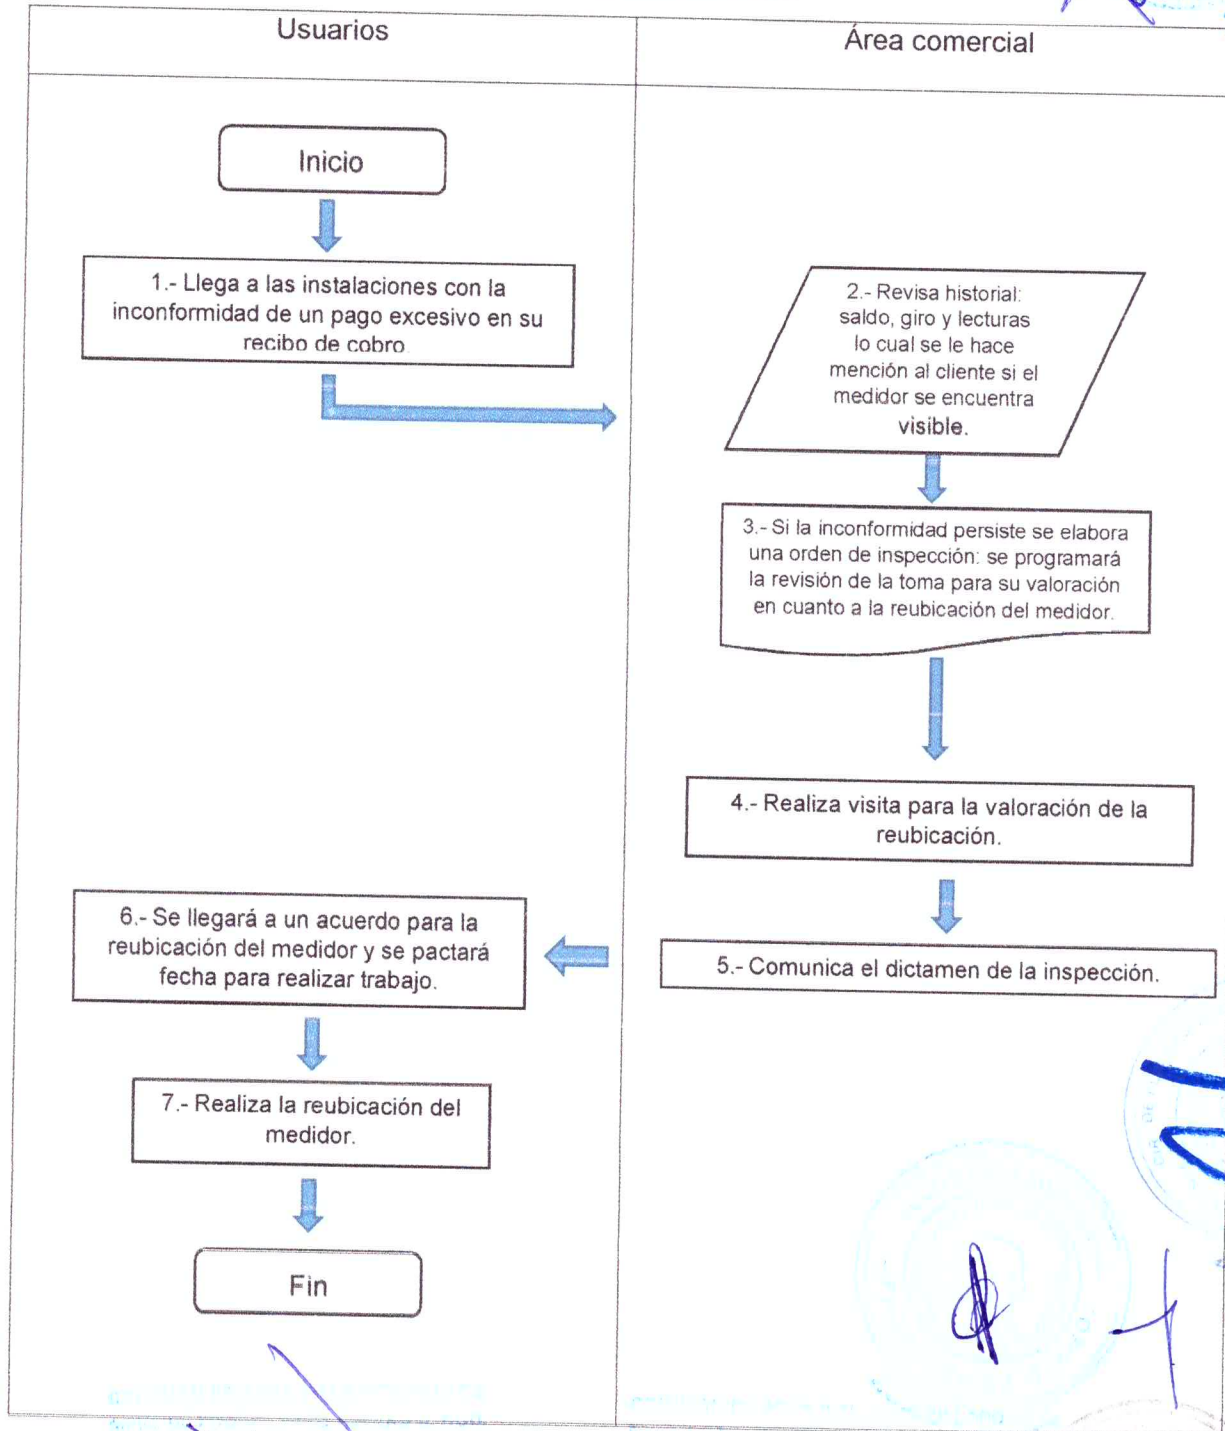 Usuarios
Área comercial
Inicio
1.- Llega a las instalaciones con la
inconformidad de un pago excesivo en su
recibo de cobro.
2.- Revisa historial:
saldo, giro y lecturas
lo cual se le hace
mención al cliente si el
medidor se encuentra
visible.
3.- Si la inconformidad persiste se elabora
una orden de inspección: se programará
la revisión de la toma para su valoración
en cuanto a la reubicación del medidor.
4.- Realiza visita para la valoración de la
reubicación.
5.- Comunica el dictamen de la inspección.
6.- Se llegará a un acuerdo para la
reubicación del medidor y se pactará
fecha para realizar trabajo.
7.- Realiza la reubicación del
medidor.
Fin